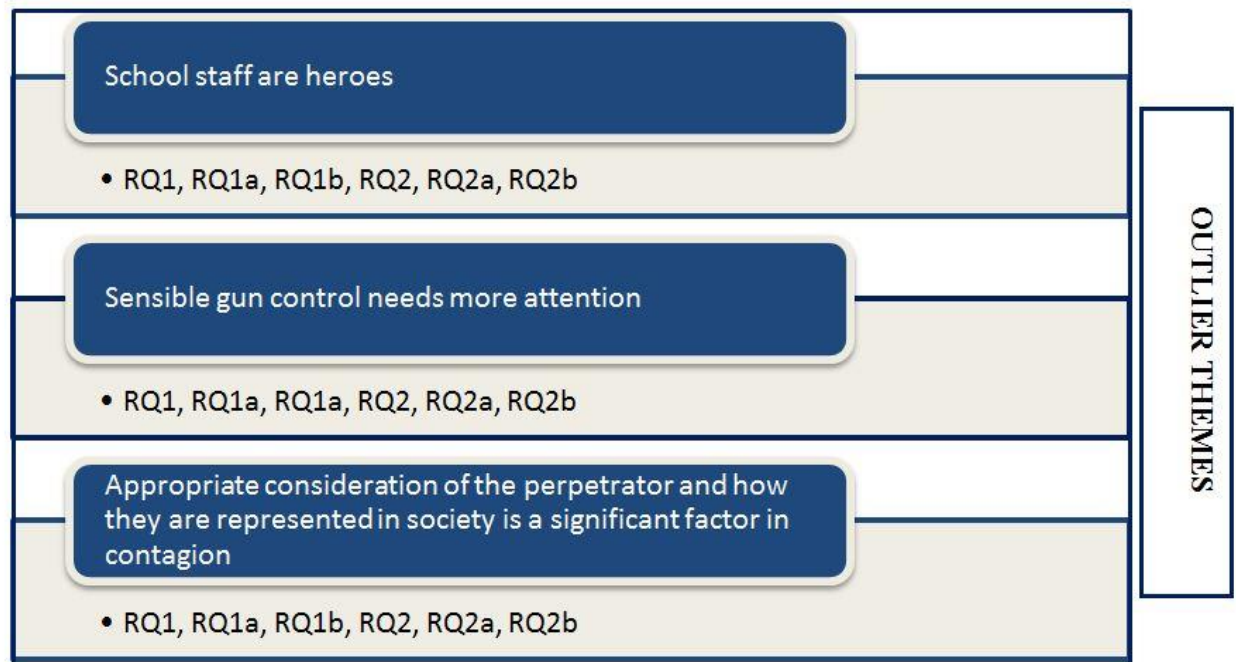 School staff are heroes
• RQ1, RQ1a, RQ1b, RQ2, RQ2a, RQ2b
Sensible gun control needs more attention
• RQ1, RQ1a, RQ1a, RQ2, RQ2a, RQ2b
Appropriate consideration of the perpetrator and how
they are represented in society is a significant factor in
contagion
• RQ1, RQ1a, RQ1b, RQ2, RQ2a, RQ2b
OUTLIER THEMES